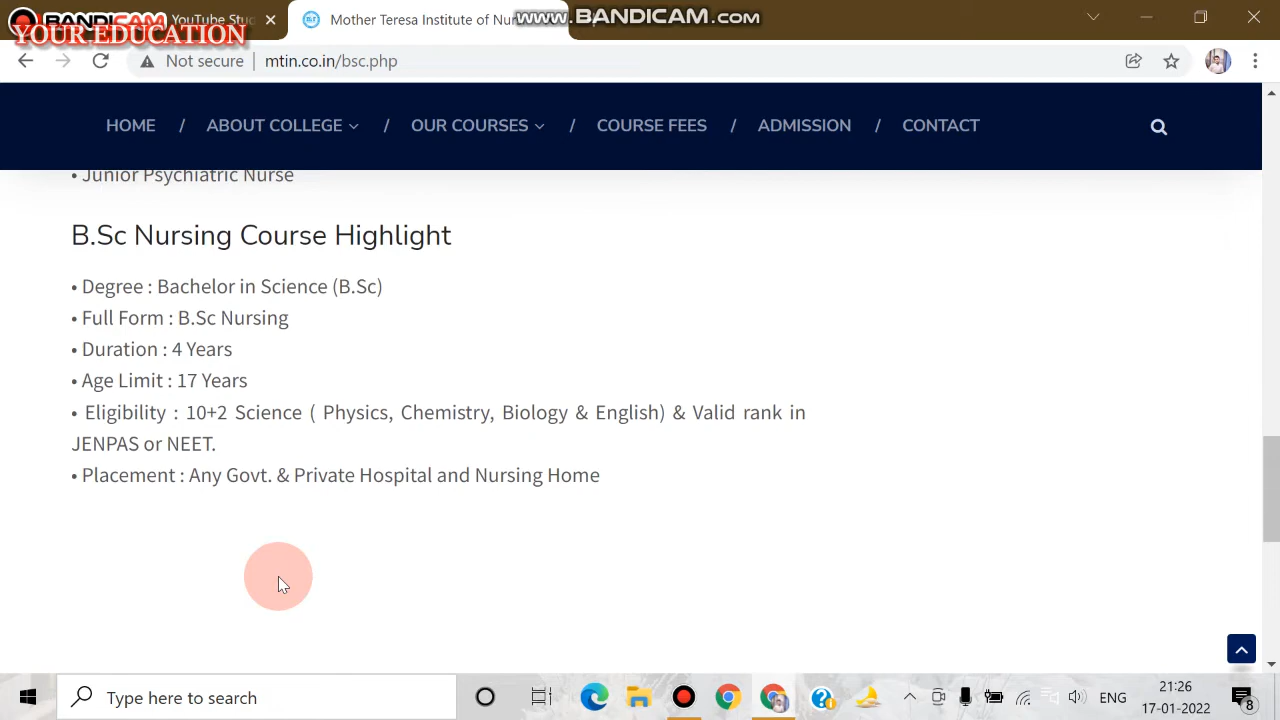 BANDICAM YouTube Stu
YOUR EDUCATION
Mother Teresa Institute of Nur
www.BANDICAM.com
Not secure
mtin.co.in/bsc.php
HOME / ABOUT COLLEGE / OUR COURSES / COURSE FEES / ADMISSION / CONTACT
• Junior Psychiatric Nurse
B.Sc Nursing Course Highlight
• Degree : Bachelor in Science (B.Sc)
• Full Form : B.Sc Nursing
• Duration : 4 Years
• Age Limit : 17 Years
• Eligibility : 10+2 Science ( Physics, Chemistry, Biology & English) & Valid rank in
JENPAS or NEET.
• Placement : Any Govt. & Private Hospital and Nursing Home
Type here to search
ENG
21:26
17-01-2022
8